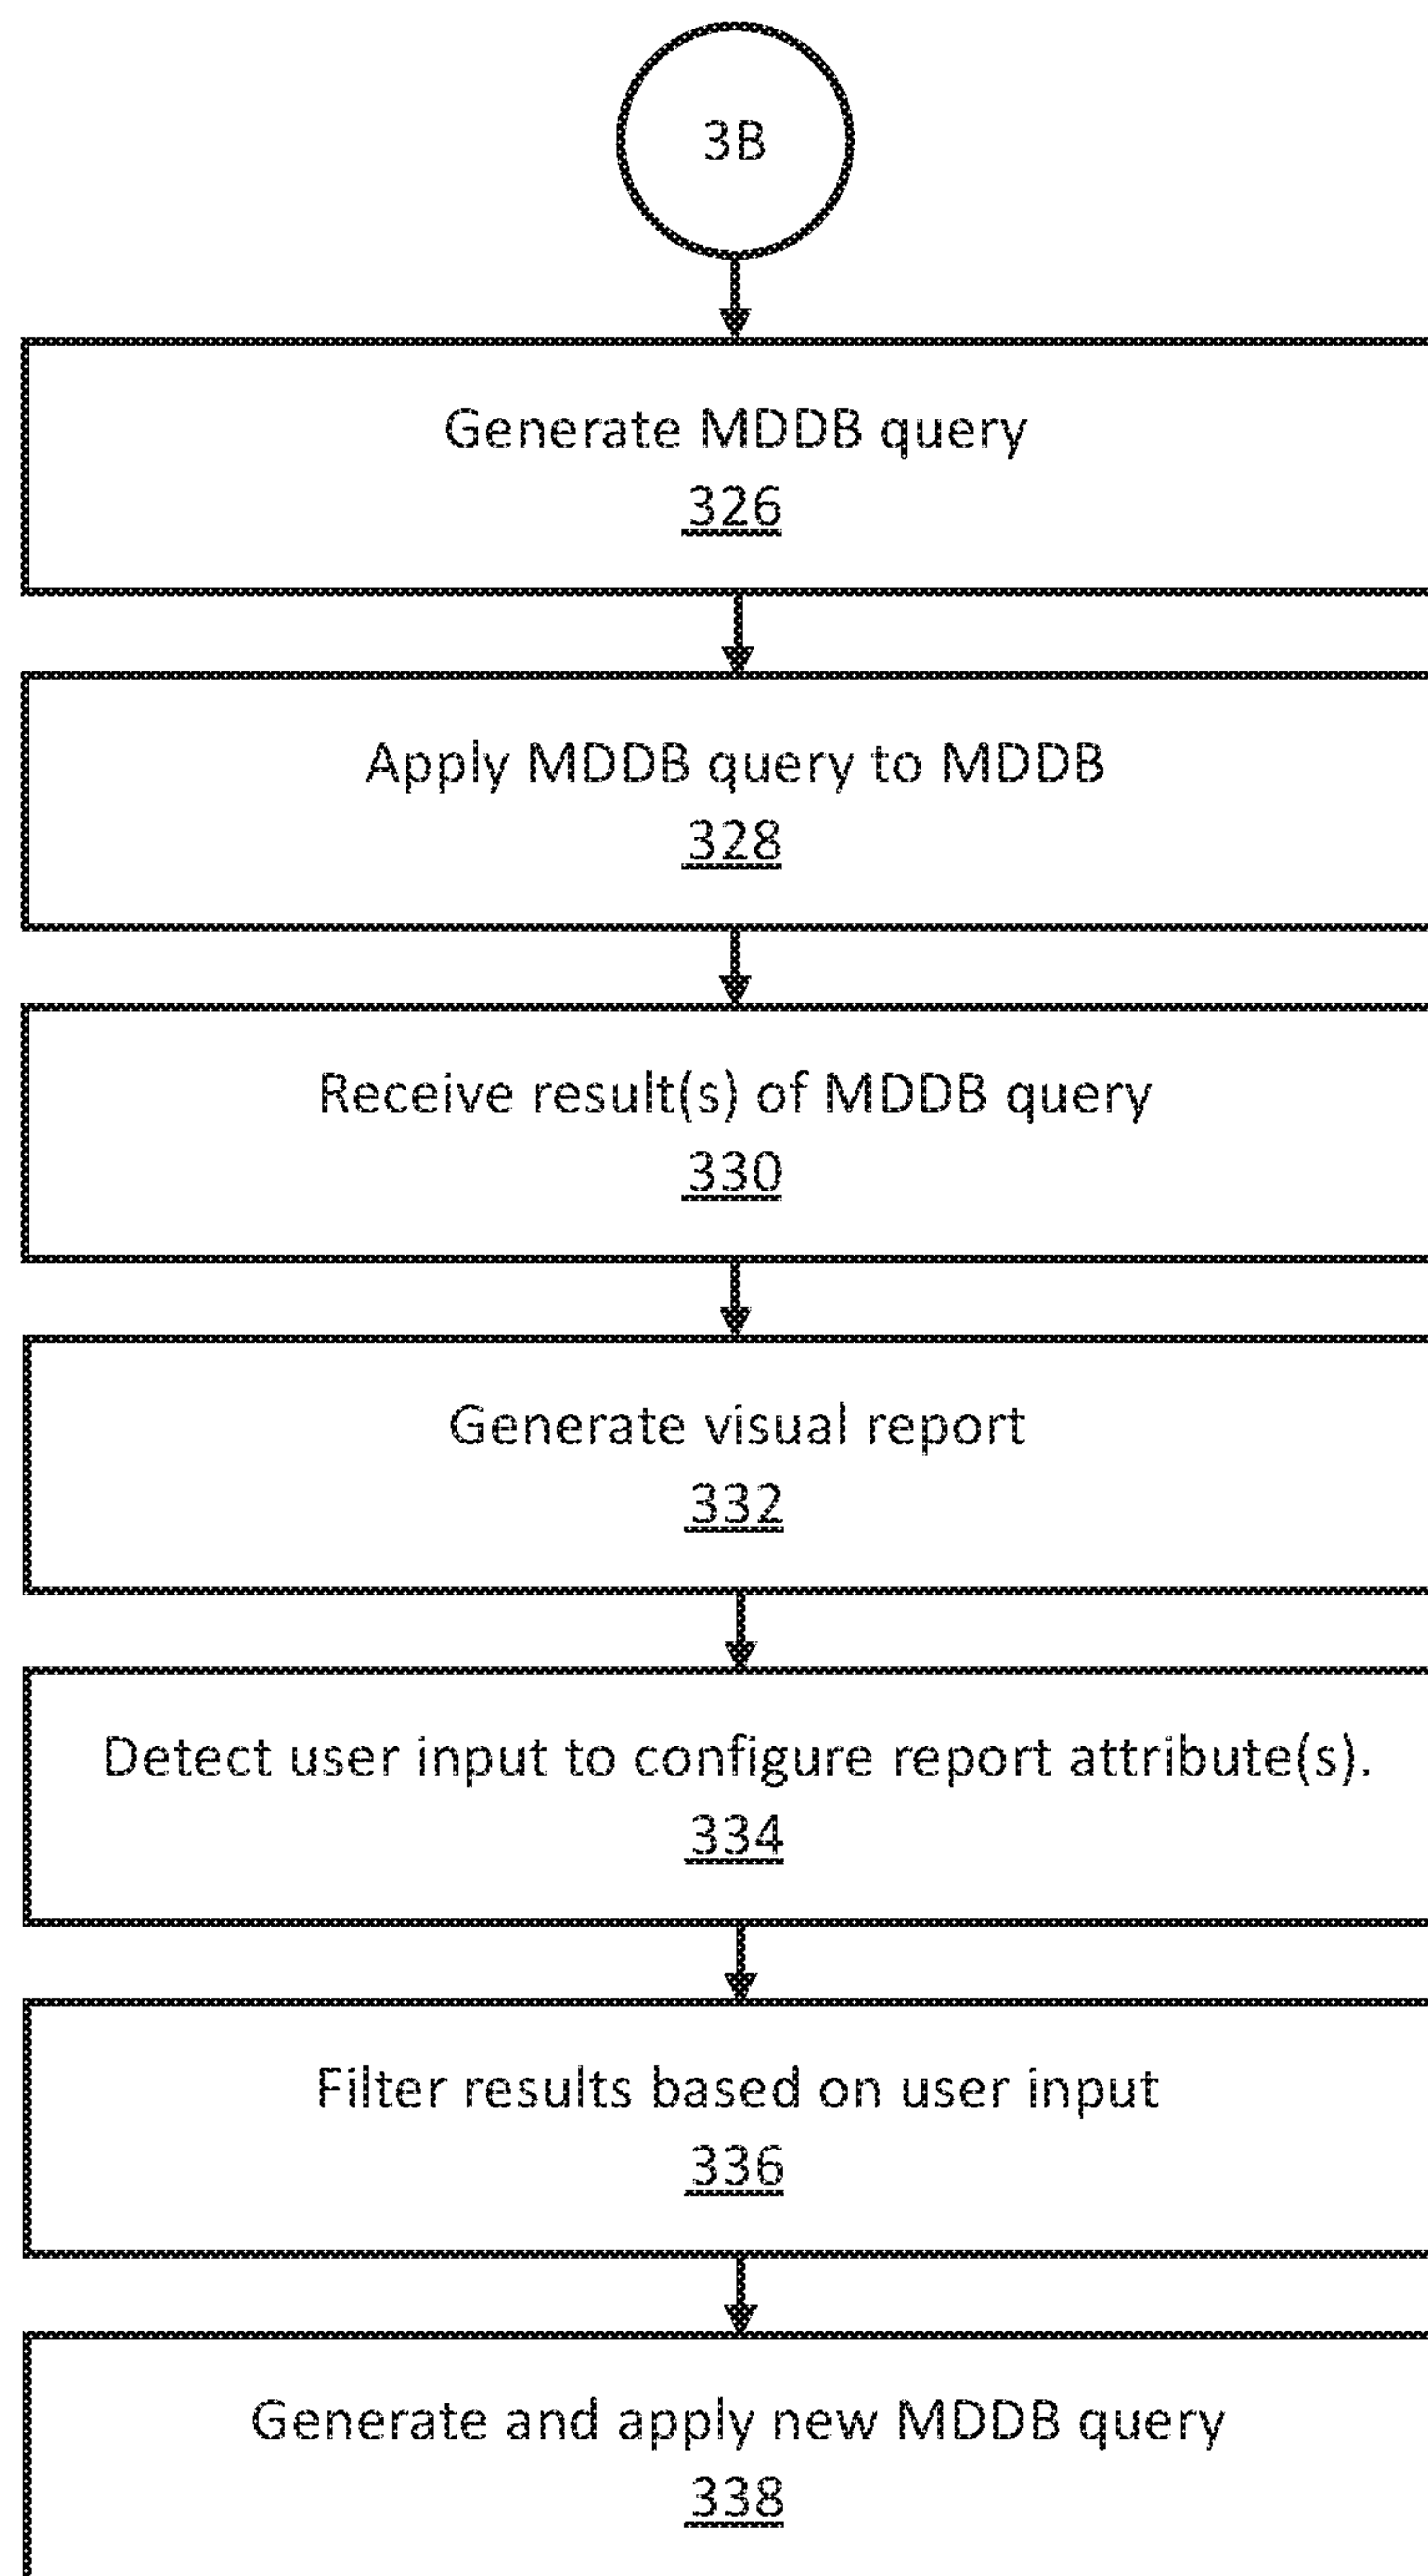 3B
Generate MDDB query
326
Apply MDDB query to MDDB
328
Receive result(s) of MDDB query
330
Generate visual report
332
Detect user input to configure report attribute(s).
334
Filter results based on user input
336
Generate and apply new MDDB query
338